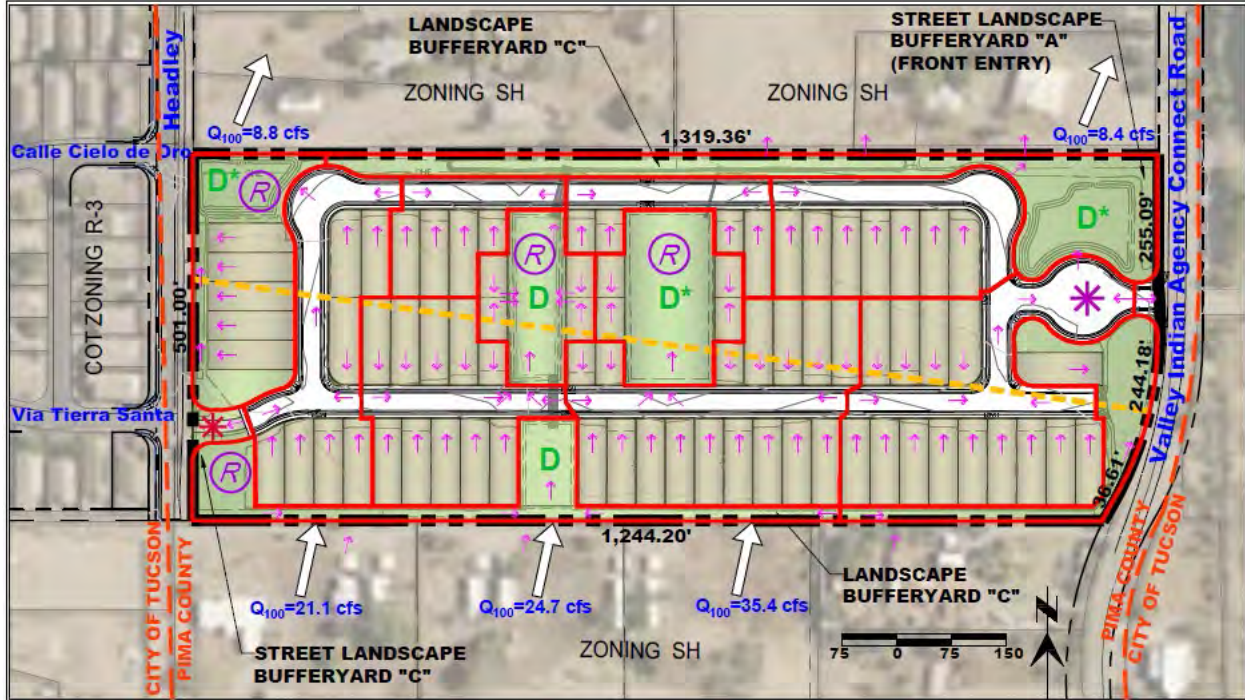 LANDSCAPE
BUFFERYARD "C"
STREET LANDSCAPE
BUFFERYARD "A"
(FRONT ENTRY)
Headley
ZONING SH
ZONING SH
Valley Indian Agency Connect Road
Q100=8.8 cfs
1,319.36'
Q100=8.4 cfs
Calle Cielo de Oro
D*
R
D*
255.09'
COT ZONING R-3
501.00'
R
D
R
D*
Via Tierra Santa
244.18'
R
D
36.61'
1,244.20'
CITY OF TUCSON
PIMA COUNTY
Q100=21.1 cfs
Q100=24.7 cfs
Q100=35.4 cfs
LANDSCAPE
BUFFERYARD "C"
PIMA COUNTY
CITY OF TUCSON
N
STREET LANDSCAPE
BUFFERYARD "C"
ZONING SH
75 0 75 150